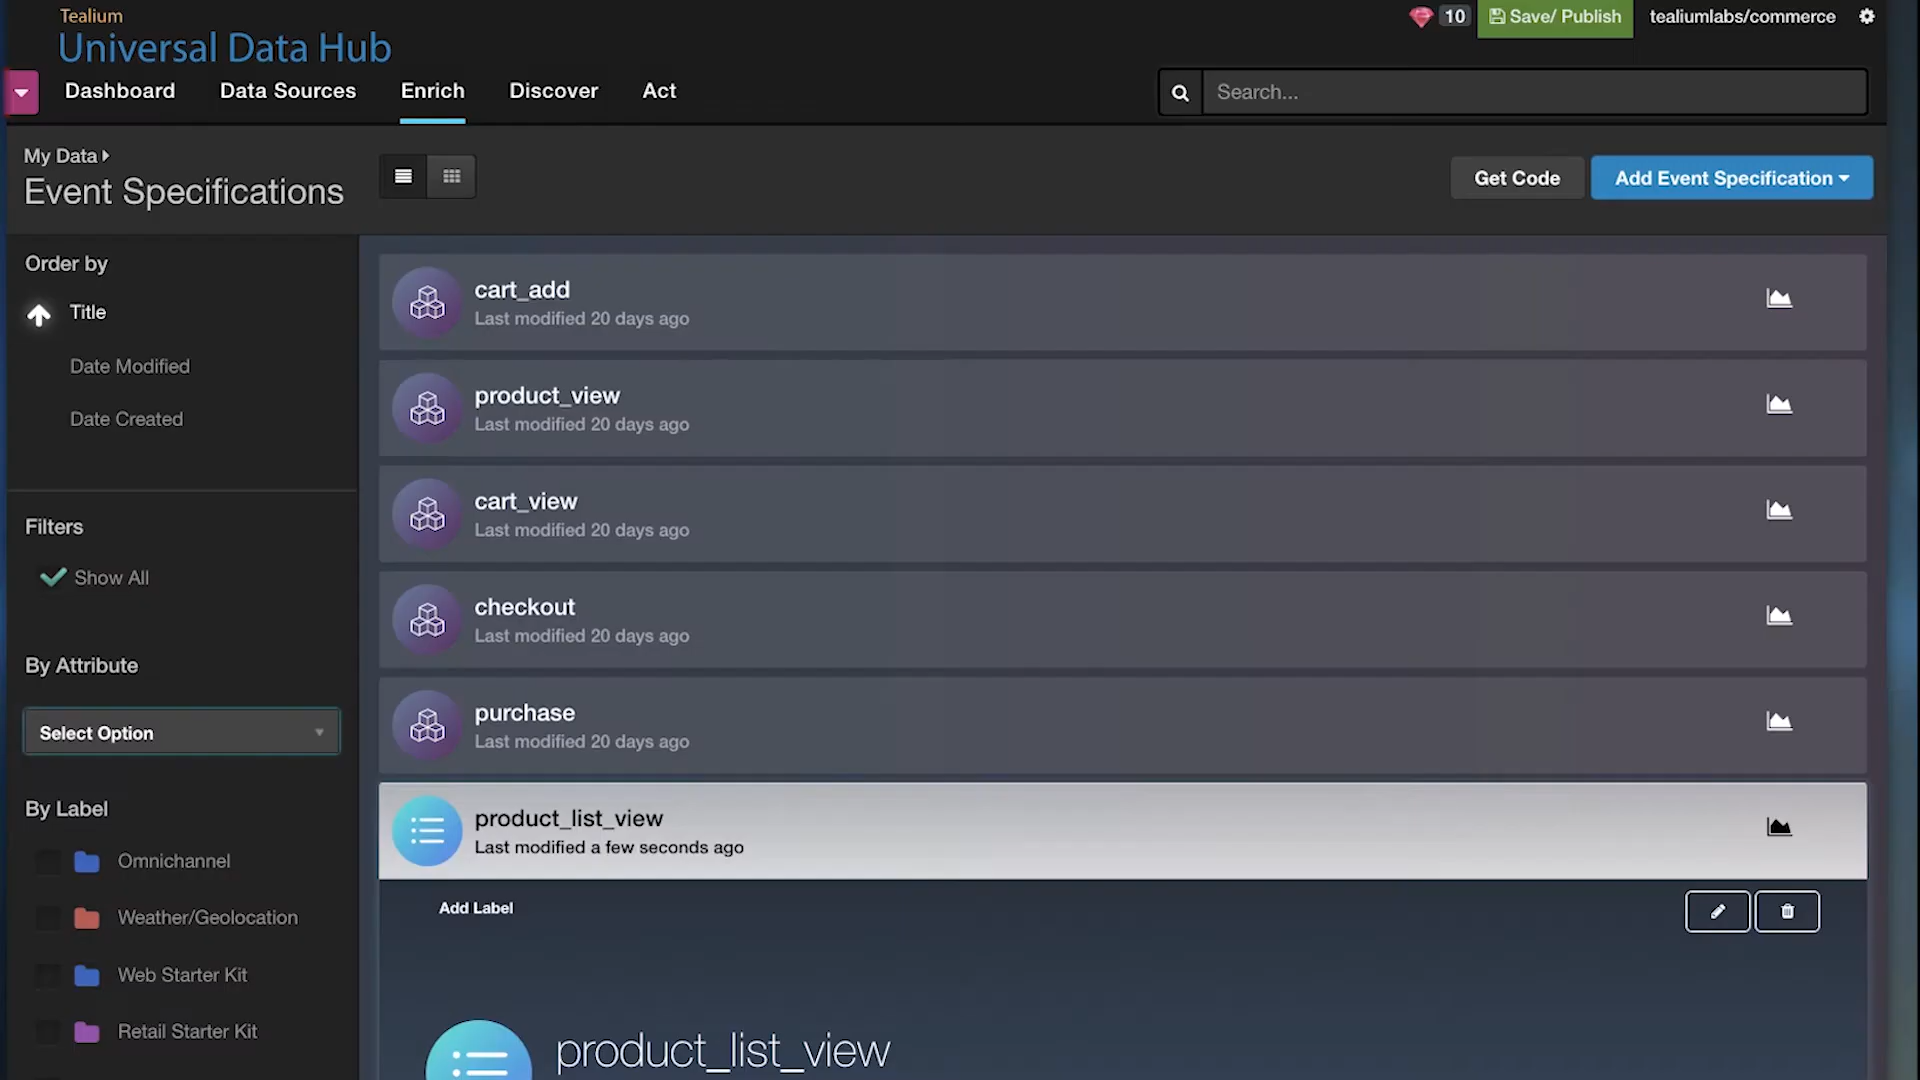 Tealium
Universal Data Hub
10
Save/ Publish
tealiumlabs/commerce
Dashboard
Data Sources
Enrich
Discover
Act
Search...
My Data
Event Specifications
Get Code
Add Event Specification
Order by
Title
Date Modified
Date Created
Filters
Show All
By Attribute
Select Option
By Label
Omnichannel
Weather/Geolocation
Web Starter Kit
Retail Starter Kit
cart_add
Last modified 20 days ago
product_view
Last modified 20 days ago
cart_view
Last modified 20 days ago
checkout
Last modified 20 days ago
purchase
Last modified 20 days ago
product_list_view
Last modified a few seconds ago
Add Label
product_list_view